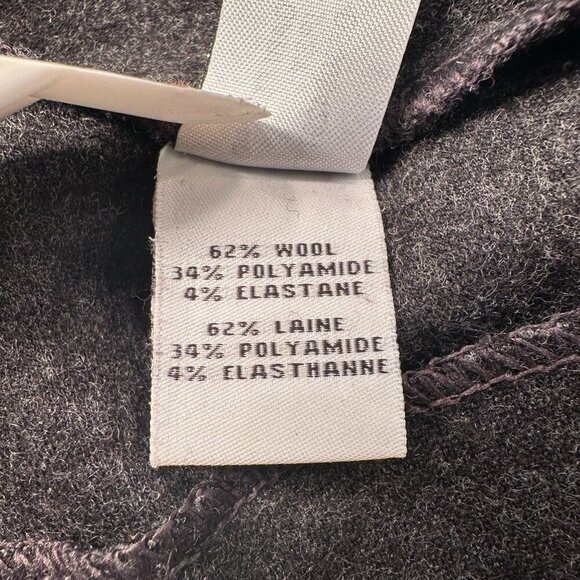 62% WOOL
34% POLYAMIDE
4% ELASTANE
62% LAINE
34% POLYAMIDE
4% ELASTHANNE